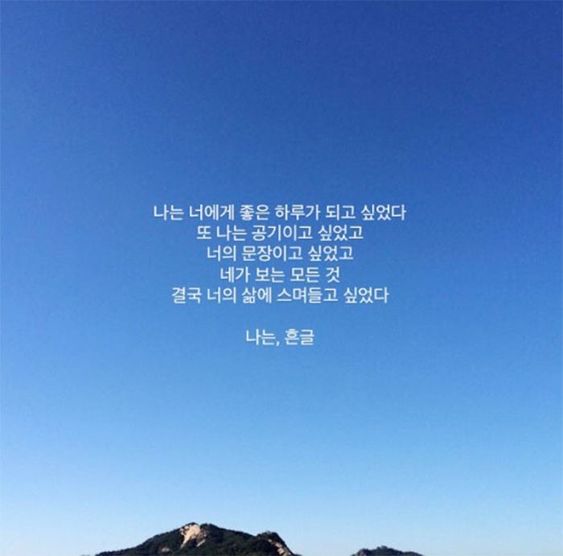 나는 너에게 좋은 하루가 되고 싶었다
또 나는 공기이고 싶었고
너의 문장이고 싶었고
네가 보는 모든 것
결국 너의 삶에 스며들고 싶었다
나는, 흔글